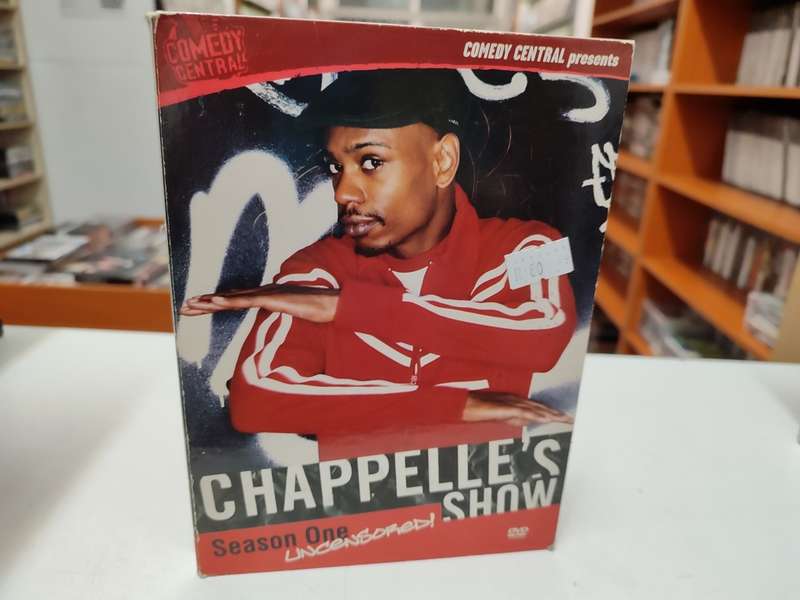 COMEDY
CENTRAL
COMEDY CENTRAL presents
CHAPPELLE'S
SHOW
Season One
UNCENSORED!
DVD